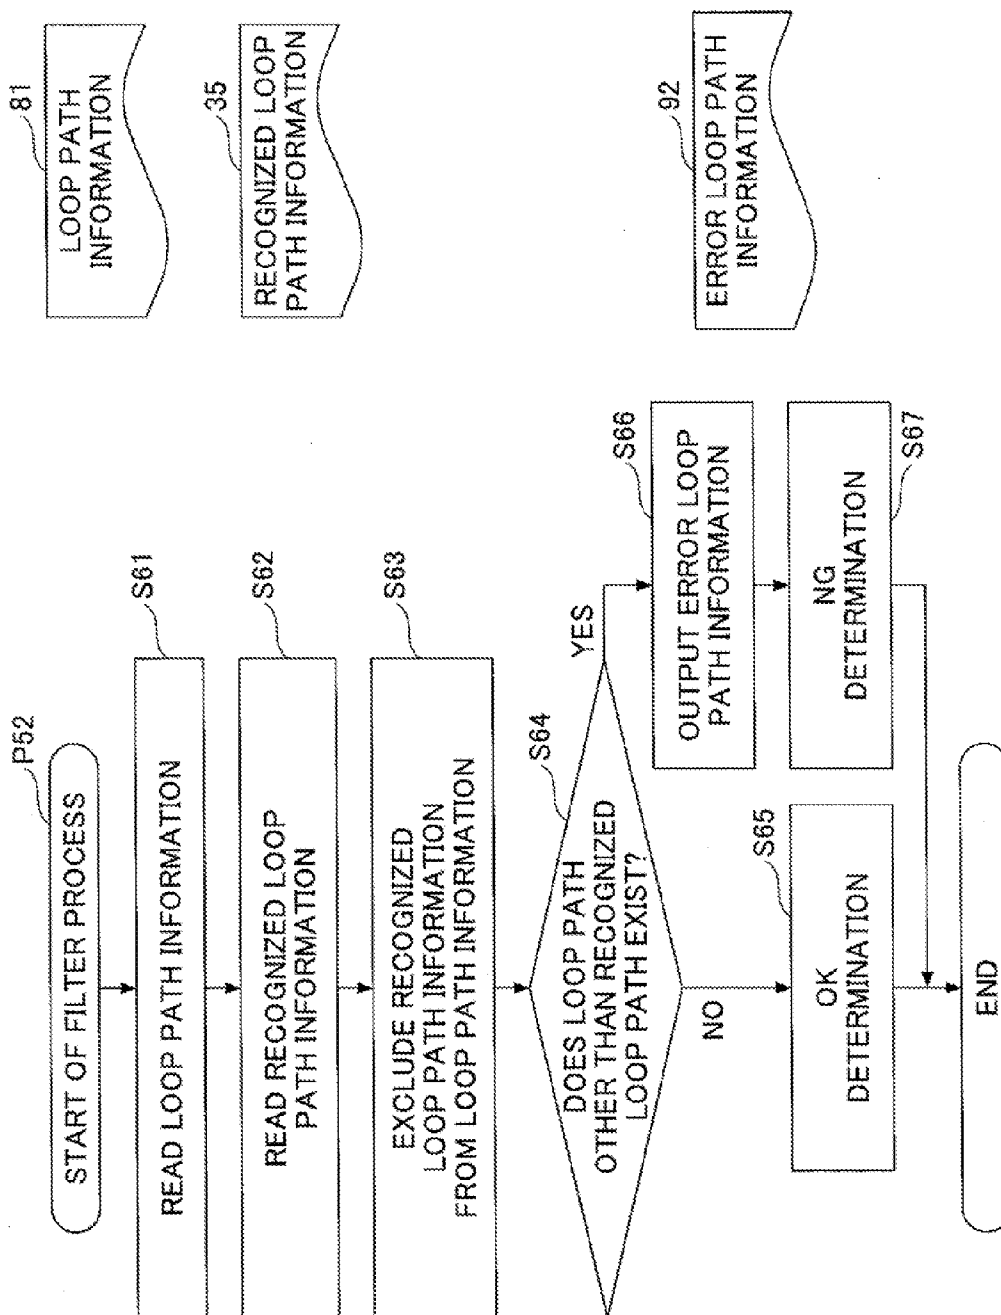 P52
START OF FILTER PROCESS
S61
READ LOOP PATH INFORMATION
81
LOOP PATH
INFORMATION
S62
READ RECOGNIZED LOOP
PATH INFORMATION
35
RECOGNIZED LOOP
PATH INFORMATION
S63
EXCLUDE RECOGNIZED
LOOP PATH INFORMATION
FROM LOOP PATH INFORMATION
S64
DOES LOOP PATH
OTHER THAN RECOGNIZED
LOOP PATH EXIST?
YES
NO
S66
OUTPUT ERROR LOOP
PATH INFORMATION
92
ERROR LOOP PATH
INFORMATION
S65
OK
DETERMINATION
S67
NG
DETERMINATION
END